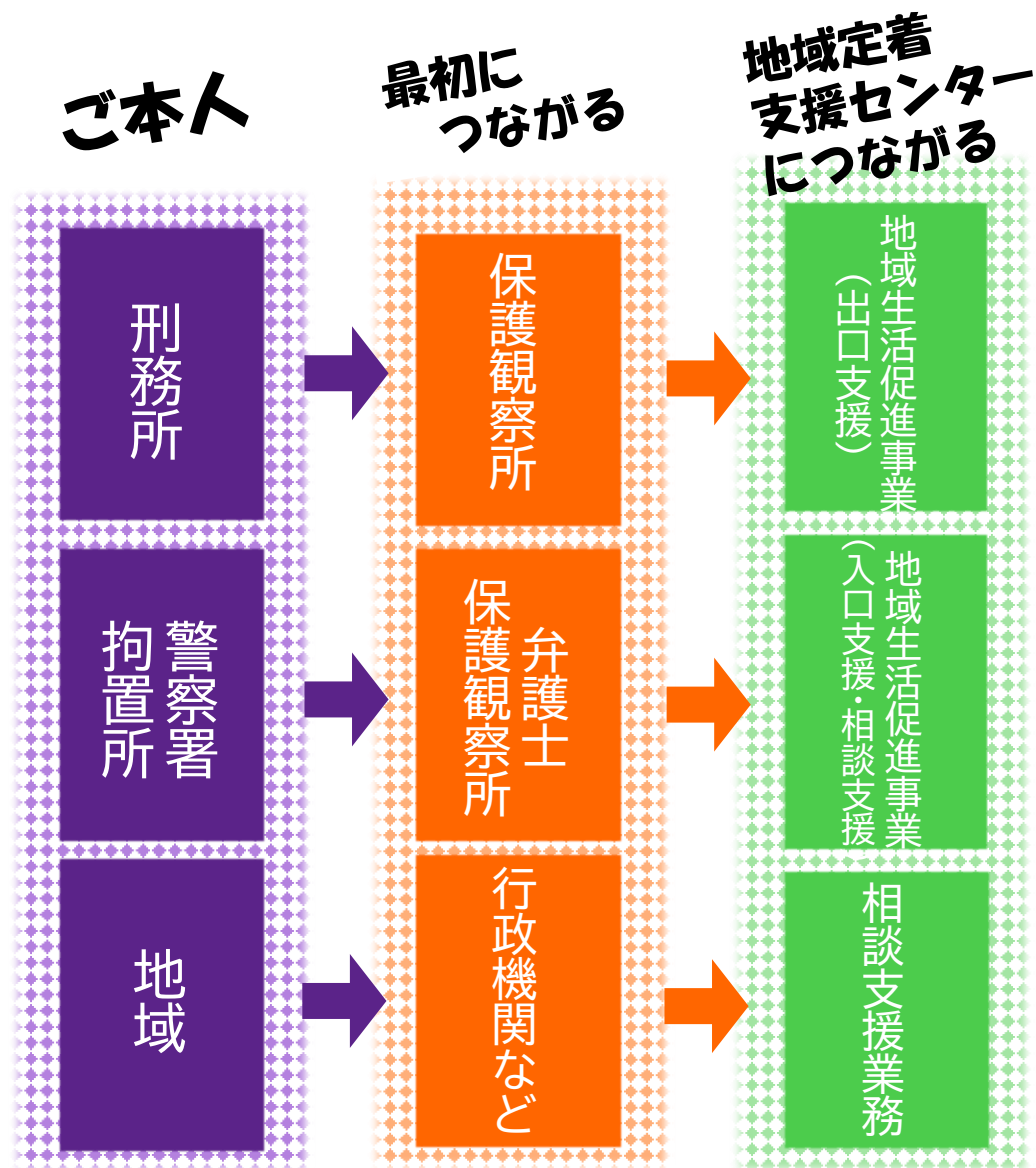 ご本人
最初に
つながる
地域定着
支援センター
につながる
刑務所
保護観察所
地域生活促進事業
（出口支援）
警察署
拘置所
弁護士
保護観察所
地域生活促進事業
（入口支援・相談支援
地域
行政機関など
相談支援業務